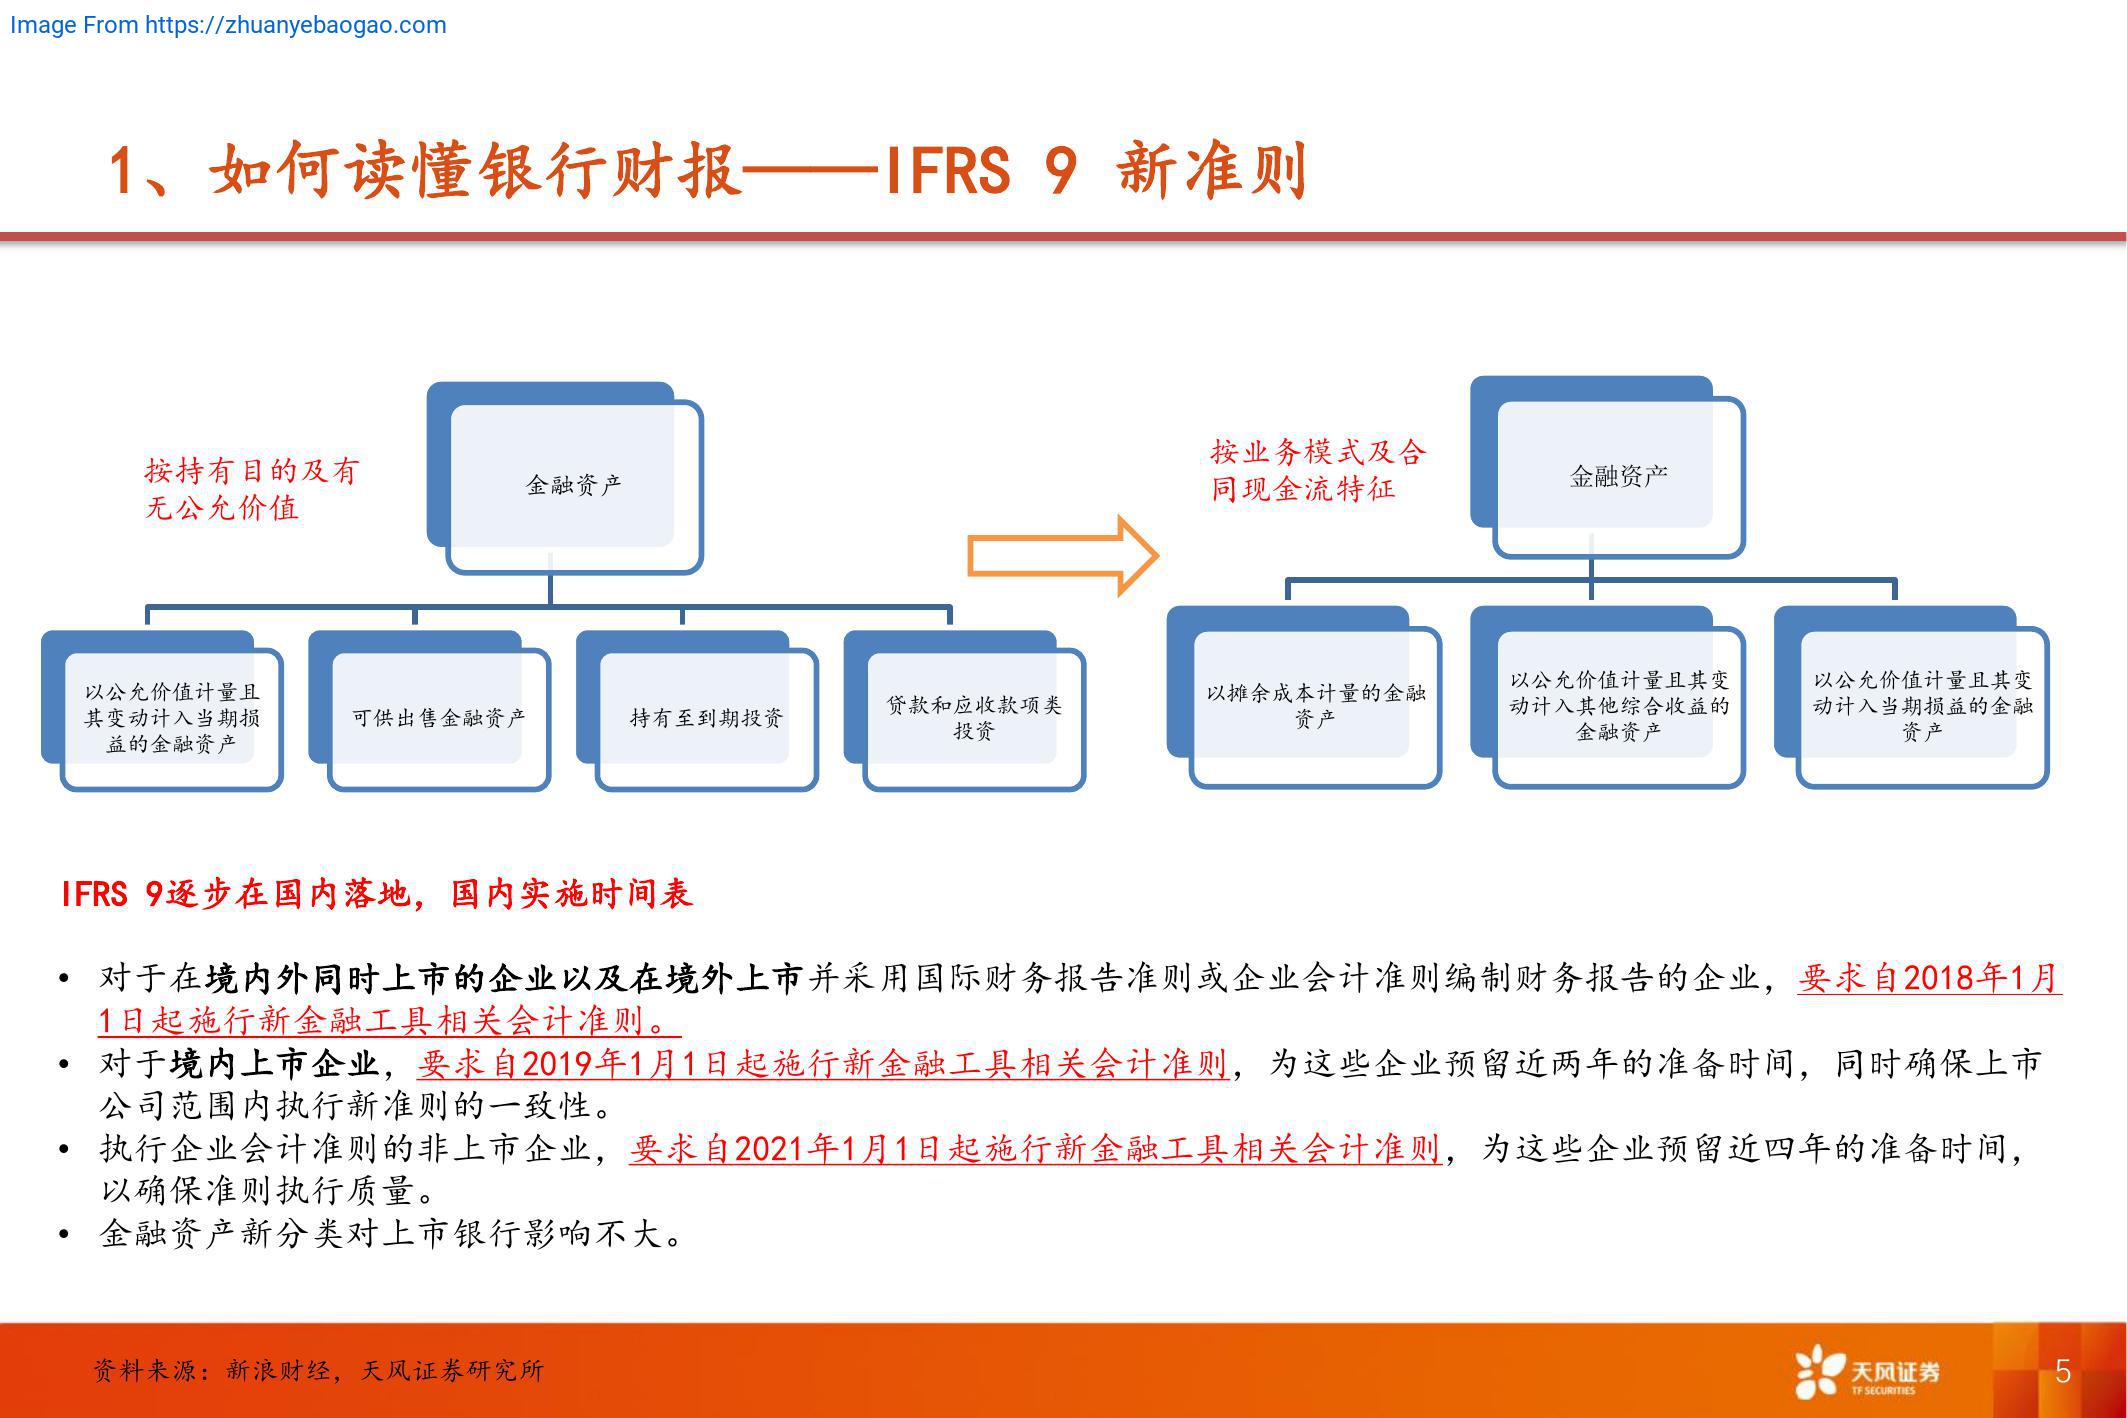 Image From https://zhuanyebaogao.com
1、如何读懂银行财报——IFRS 9 新准则
按持有目的及有
无公允价值
金融资产
以公允价值计量且
其变动计入当期损
益的金融资产
可供出售金融资产
持有至到期投资
贷款和应收款项类
投资
按业务模式及合
同现金流特征
金融资产
以摊余成本计量的金融
资产
以公允价值计量且其变
动计入其他综合收益的
金融资产
以公允价值计量且其变
动计入当期损益的金融
资产
IFRS 9逐步在国内落地，国内实施时间表
• 对于在境内外同时上市的企业以及在境外上市并采用国际财务报告准则或企业会计准则编制财务报告的企业，要求自2018年1月
1日起施行新金融工具相关会计准则。
• 对于境内上市企业，要求自2019年1月1日起施行新金融工具相关会计准则，为这些企业预留近两年的准备时间，同时确保上市
公司范围内执行新准则的一致性。
• 执行企业会计准则的非上市企业，要求自2021年1月1日起施行新金融工具相关会计准则，为这些企业预留近四年的准备时间，
以确保准则执行质量。
• 金融资产新分类对上市银行影响不大。
资料来源：新浪财经，天风证券研究所
天风证券
TF SECURITIES
5